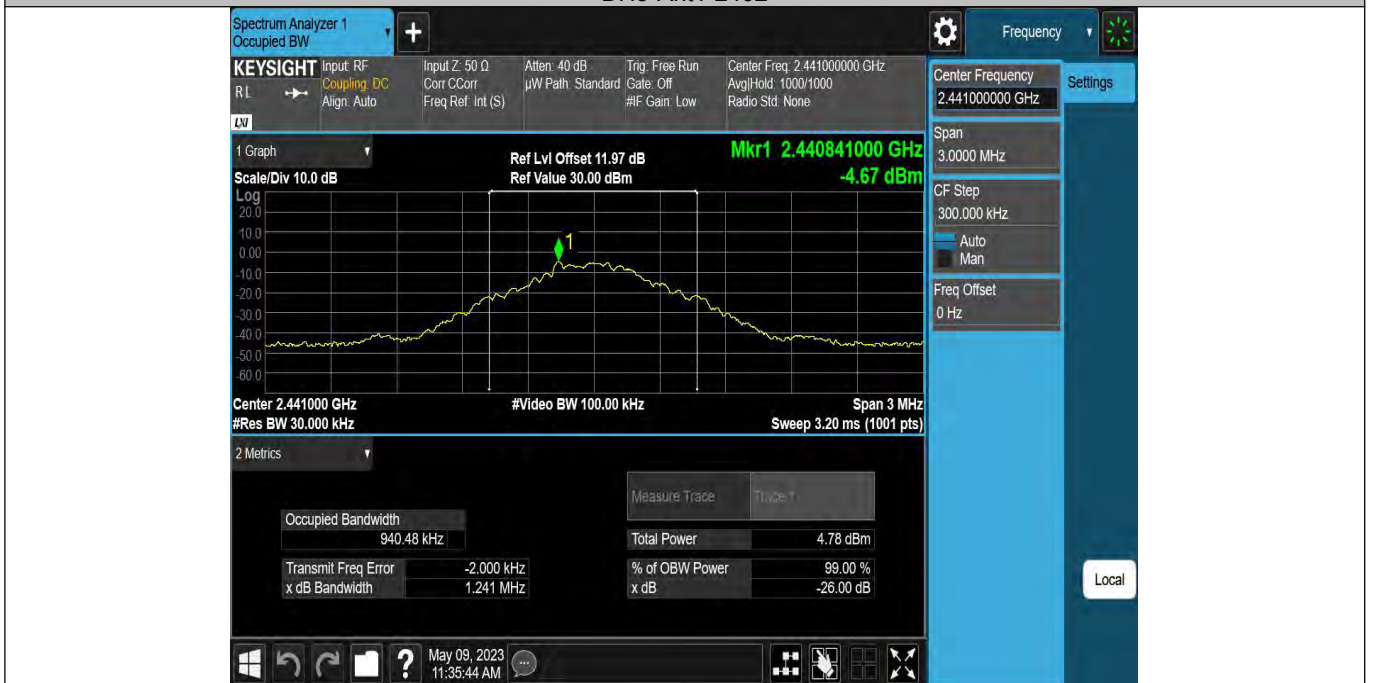 Spectrum Analyzer 1
Occupied BW
+
Frequency
KEYSIGHT
RL
LXI
Input: RF
Coupling: DC
Align: Auto
Input Z: 50 Ω
Corr CCorr
Freq Ref: Int (S)
Atten: 40 dB
µW Path: Standard
Trig: Free Run
Gate: Off
#IF Gain: Low
Center Freq: 2.441000000 GHz
Avg|Hold: 1000/1000
Radio Std: None
Center Frequency
2.441000000 GHz
Settings
Span
3.0000 MHz
CF Step
300.000 kHz
Auto
Man
Freq Offset
0 Hz
Local
1 Graph
Scale/Div 10.0 dB
Ref Lvl Offset 11.97 dB
Ref Value 30.00 dBm
Mkr1 2.440841000 GHz
-4.67 dBm
Log
20.0
10.0
0.00
-10.0
-20.0
-30.0
-40.0
-50.0
-60.0
1
Center 2.441000 GHz
#Res BW 30.000 kHz
#Video BW 100.00 kHz
Span 3 MHz
Sweep 3.20 ms (1001 pts)
2 Metrics
Measure Trace
Trace 1
Occupied Bandwidth
940.48 kHz
Total Power
4.78 dBm
Transmit Freq Error
-2.000 kHz
% of OBW Power
99.00 %
x dB Bandwidth
1.241 MHz
x dB
-26.00 dB
?
May 09, 2023
11:35:44 AM